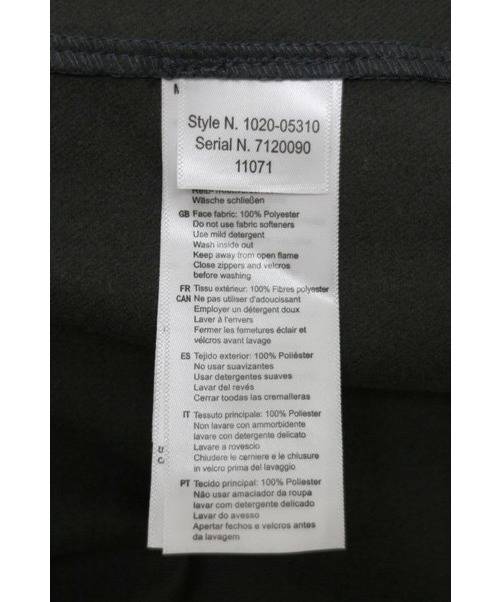 Style N. 1020-05310
Serial N. 7120090
11071
Wäsche schließen
GB Face fabric: 100% Polyester
Do not use fabric softeners
Use mild detergent
Wash inside out
Keep away from open flame
Close zippers and velcros
before washing
FR Tissu extérieur: 100% Fibres polyester
CAN Ne pas utiliser d'adoucissant
Employer un détergent doux
Laver à l'envers
Fermer les femetures éclair et
vélcros avant lavage
ES Tejido exterior: 100% Poliéster
No usar suavizantes
Usar detergentes suaves
Lavar del revés
Cerrar toodas las cremalleras
IT Tessuto principale: 100% Poliester
Non lavare con ammorbidente
lavare con detergente delicato
Lavare a rovescio
Chiudere le cerniere e le chiusure
in velcro prima del lavaggio
PT Tecido principal: 100% Poliester
Não usar amaciador da roupa
lavar com detergente delicado
Lavar do avesso
Apertar fechos e velcros antes
da lavagem